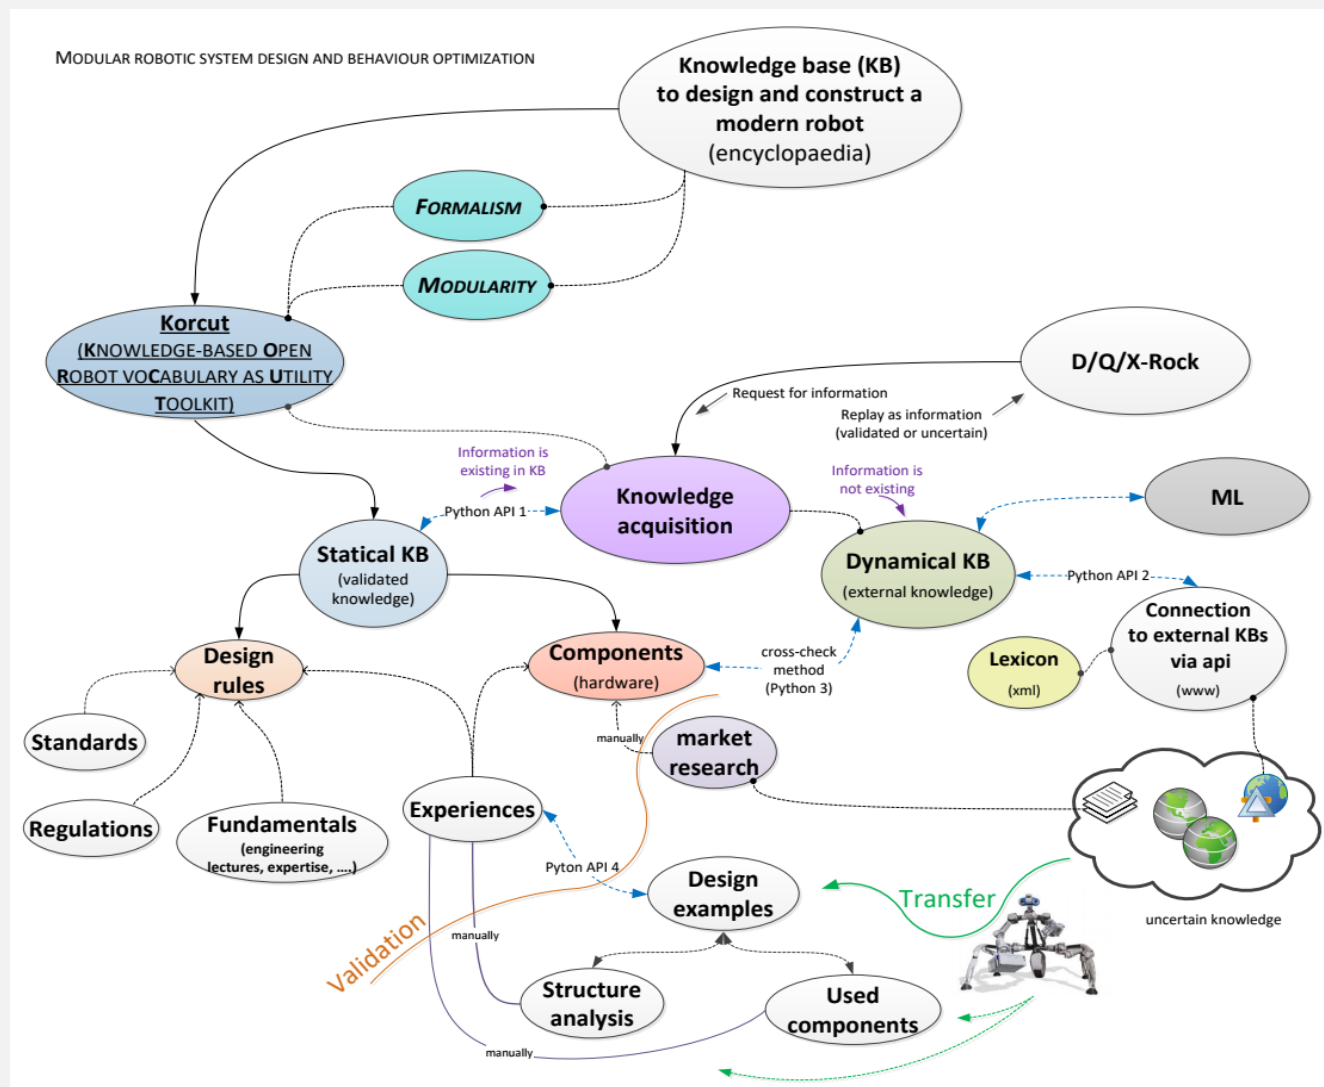 MODULAR ROBOTIC SYSTEM DESIGN AND BEHAVIOUR OPTIMIZATION
Knowledge base (KB)
to design and construct a
modern robot
(encyclopaedia)
FORMALISM
MODULARITY
Korcut
(KNOWLEDGE-BASED OPEN
ROBOT VOCABULARY AS UTILITY
TOOLKIT)
D/Q/X-Rock
Request for information
Replay as information
(validated or uncertain)
Information is
existing in KB
Information is
not existing
Knowledge
acquisition
ML
Python API 1
Statical KB
(validated
knowledge)
Dynamical KB
(external knowledge)
Python API 2
Connection
to external KBs
via api
(www)
Lexicon
(xml)
Design
rules
Components
(hardware)
cross-check
method
(Python 3)
Standards
manually
market
research
Regulations
Fundamentals
(engineering
lectures, expertise, ....)
Experiences
Pyton API 4
Design
examples
Transfer
uncertain knowledge
Validation
manually
Structure
analysis
Used
components
manually